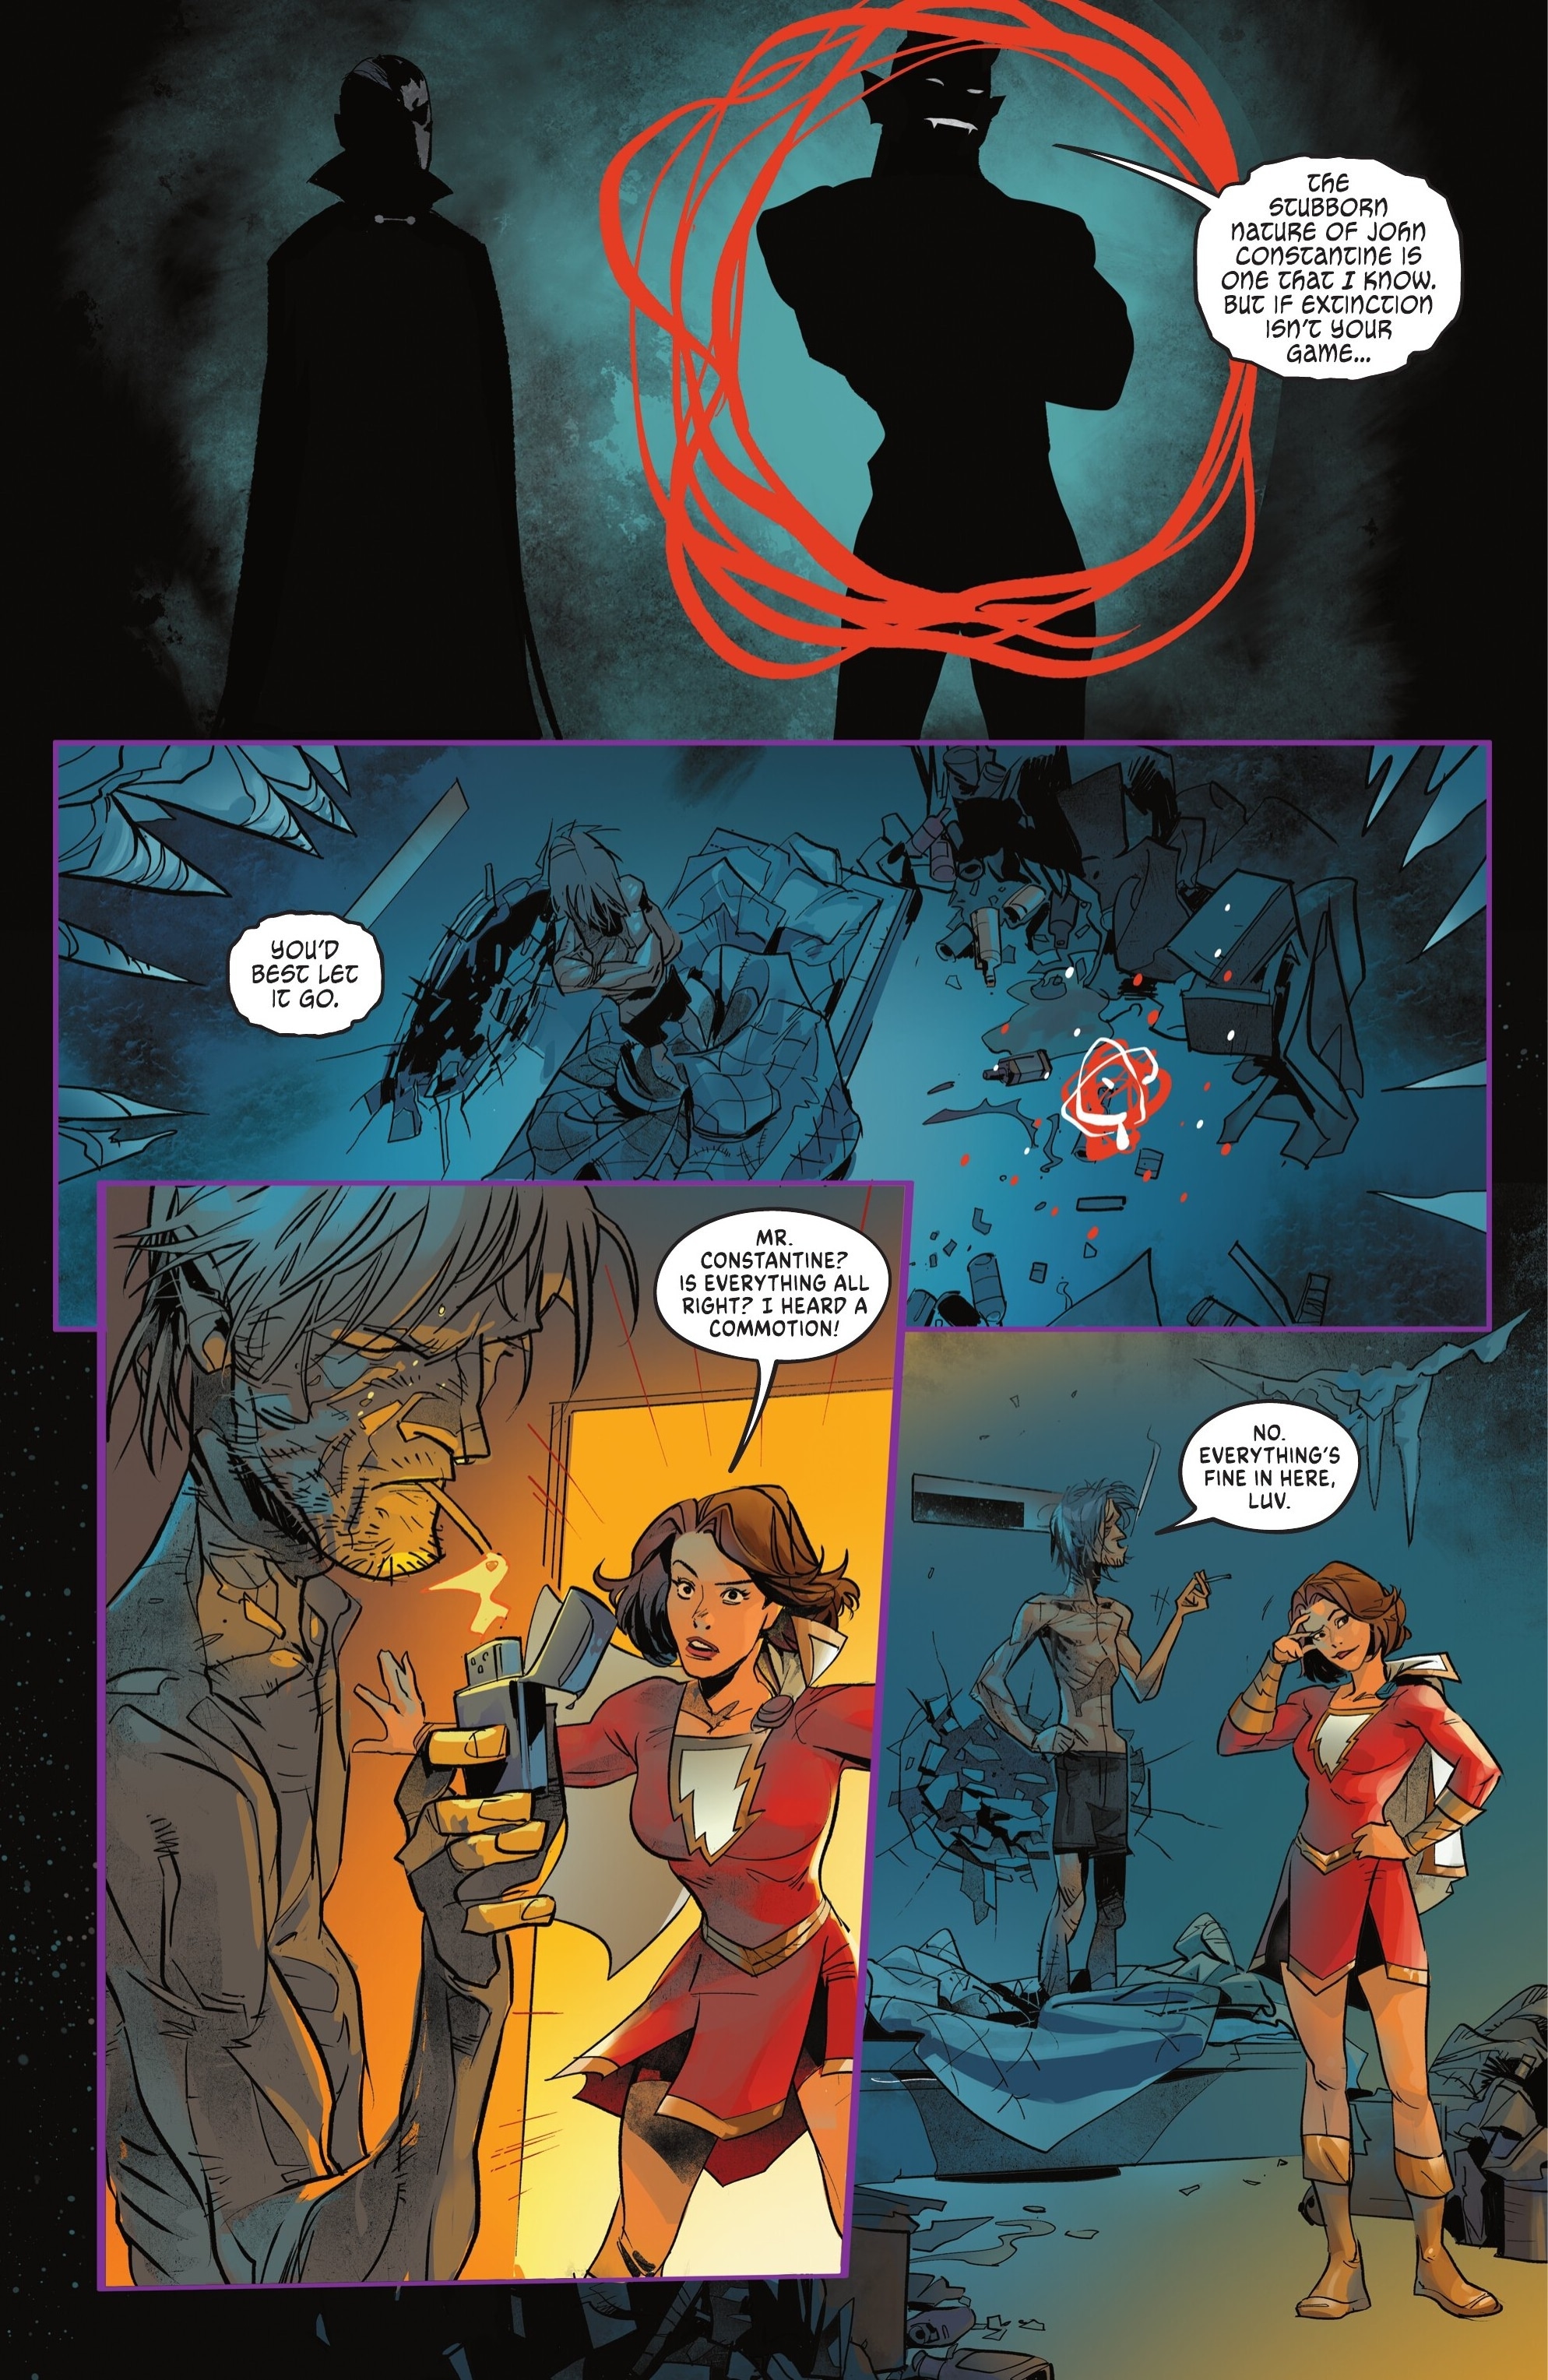 THE
STUBBORN
NATURE OF JOHN
CONSTANTINE IS
ONE THAT I KNOW.
BUT IF EXTINCTION
ISN'T YOUR
GAME...
YOU'D
BEST LET
IT GO.
MR.
CONSTANTINE?
IS EVERYTHING ALL
RIGHT? I HEARD A
COMMOTION!
NO.
EVERYTHING'S
FINE IN HERE,
LUV.